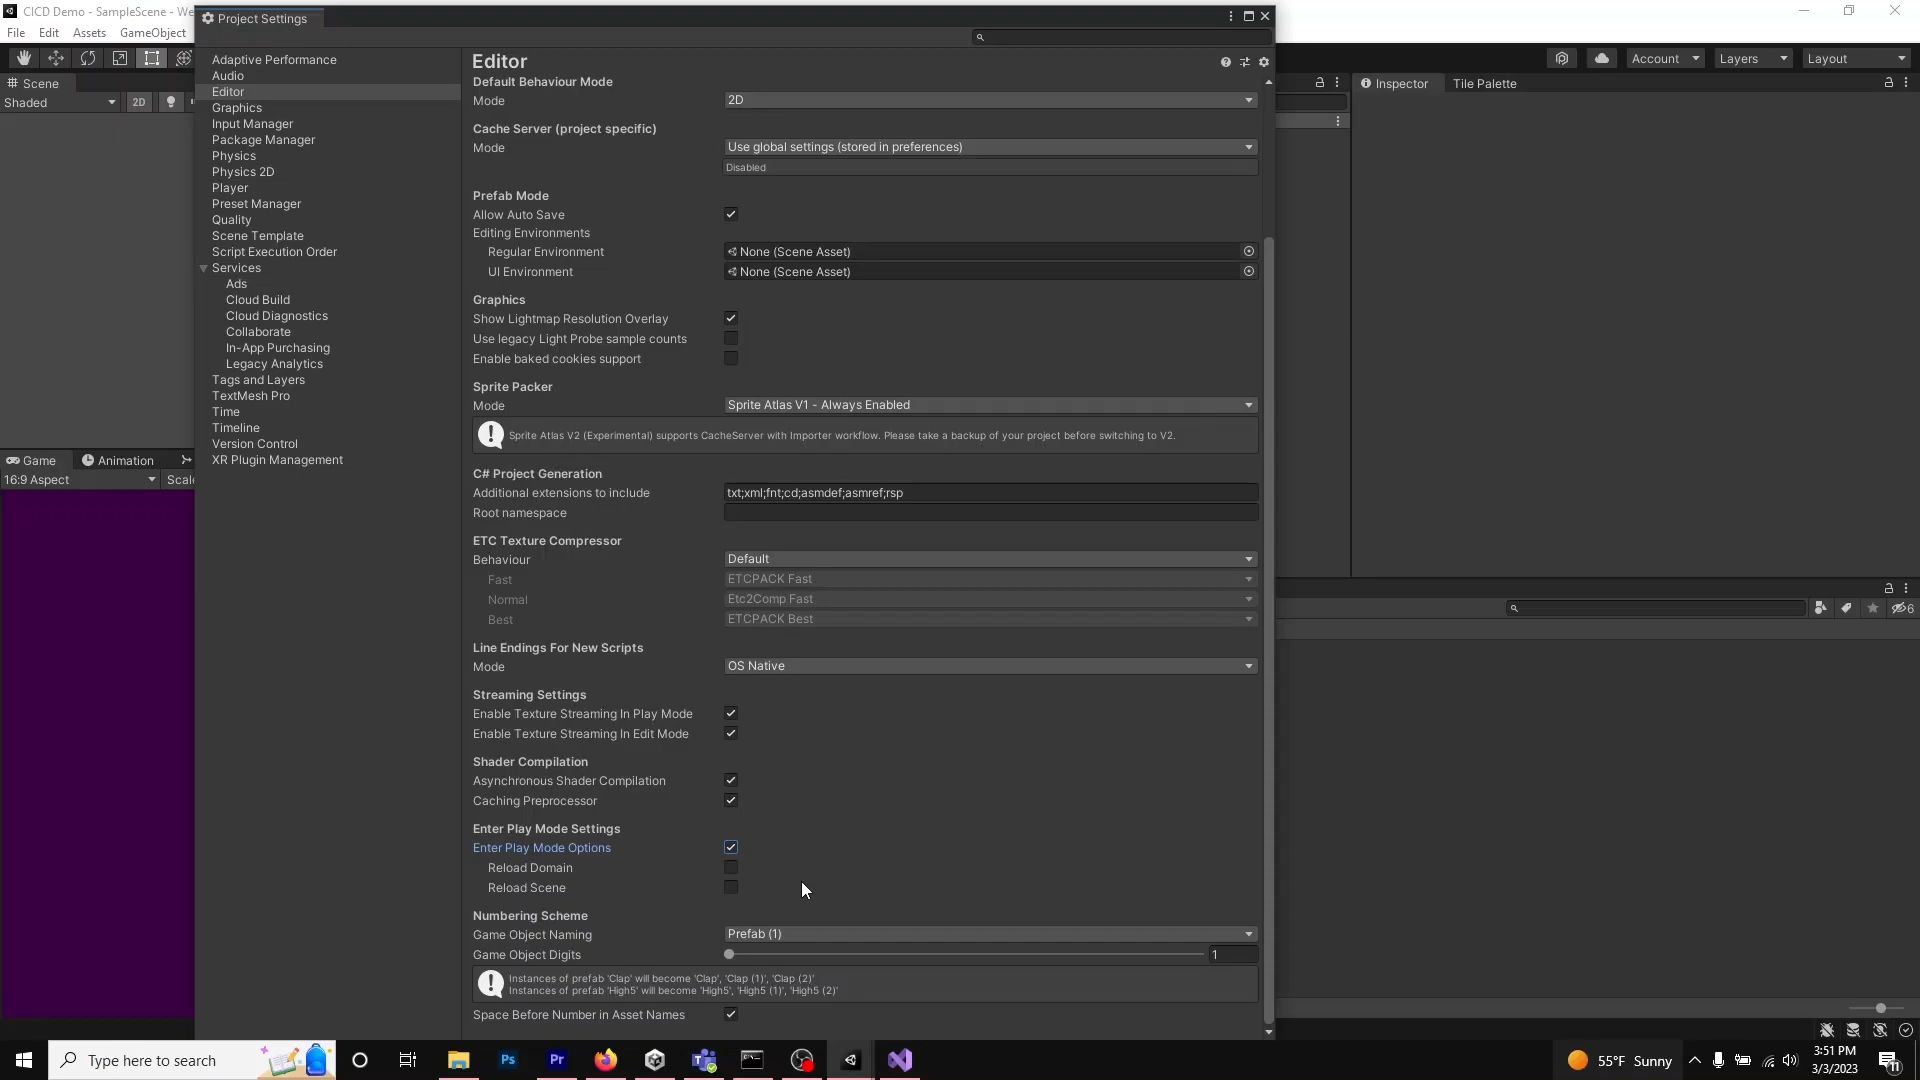 CICD Demo - SampleScene - We
File Edit Assets GameObject
Project Settings
Account
Layers
Layout
Scene
Shaded
2D
Inspector
Tile Palette
Adaptive Performance
Audio
Editor
Graphics
Input Manager
Package Manager
Physics
Physics 2D
Player
Preset Manager
Quality
Scene Template
Script Execution Order
Services
Ads
Cloud Build
Cloud Diagnostics
Collaborate
In-App Purchasing
Legacy Analytics
Tags and Layers
TextMesh Pro
Time
Timeline
Version Control
XR Plugin Management
Game
Animation
16:9 Aspect
Scale
Editor
Default Behaviour Mode
Mode 2D
Cache Server (project specific)
Mode Use global settings (stored in preferences)
Disabled
Prefab Mode
Allow Auto Save
Editing Environments
Regular Environment None (Scene Asset)
UI Environment None (Scene Asset)
Graphics
Show Lightmap Resolution Overlay
Use legacy Light Probe sample counts
Enable baked cookies support
Sprite Packer
Mode Sprite Atlas V1 - Always Enabled
Sprite Atlas V2 (Experimental) supports CacheServer with Importer workflow. Please take a backup of your project before switching to V2.
C# Project Generation
Additional extensions to include txt;xml;fnt;cd;asmdef;asmref;rsp
Root namespace
ETC Texture Compressor
Behaviour Default
Fast ETCPACK Fast
Normal Etc2Comp Fast
Best ETCPACK Best
Line Endings For New Scripts
Mode OS Native
Streaming Settings
Enable Texture Streaming In Play Mode
Enable Texture Streaming In Edit Mode
Shader Compilation
Asynchronous Shader Compilation
Caching Preprocessor
Enter Play Mode Settings
Enter Play Mode Options
Reload Domain
Reload Scene
Numbering Scheme
Game Object Naming Prefab (1)
Game Object Digits 1
Instances of prefab 'Clap' will become 'Clap', 'Clap (1)', 'Clap (2)'
Instances of prefab 'High5' will become 'High5', 'High5 (1)', 'High5 (2)'
Space Before Number in Asset Names
6
Type here to search
Ps
Pr
55°F Sunny
3:51 PM
3/3/2023
11